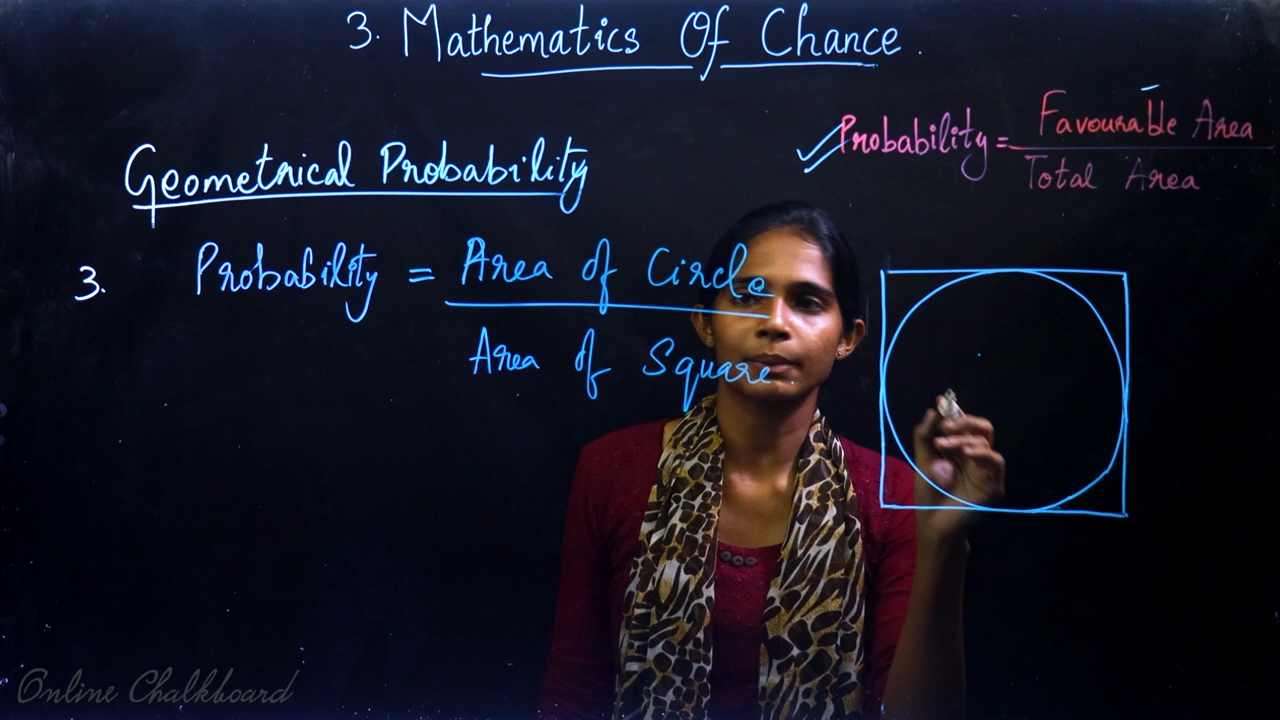 3. Mathematics Of Chance.
Geometrical Probability
✓ Probability = Favourable Area
Total Area
3. Probability = Area of Circle
Area of Square.
Online Chalkboard